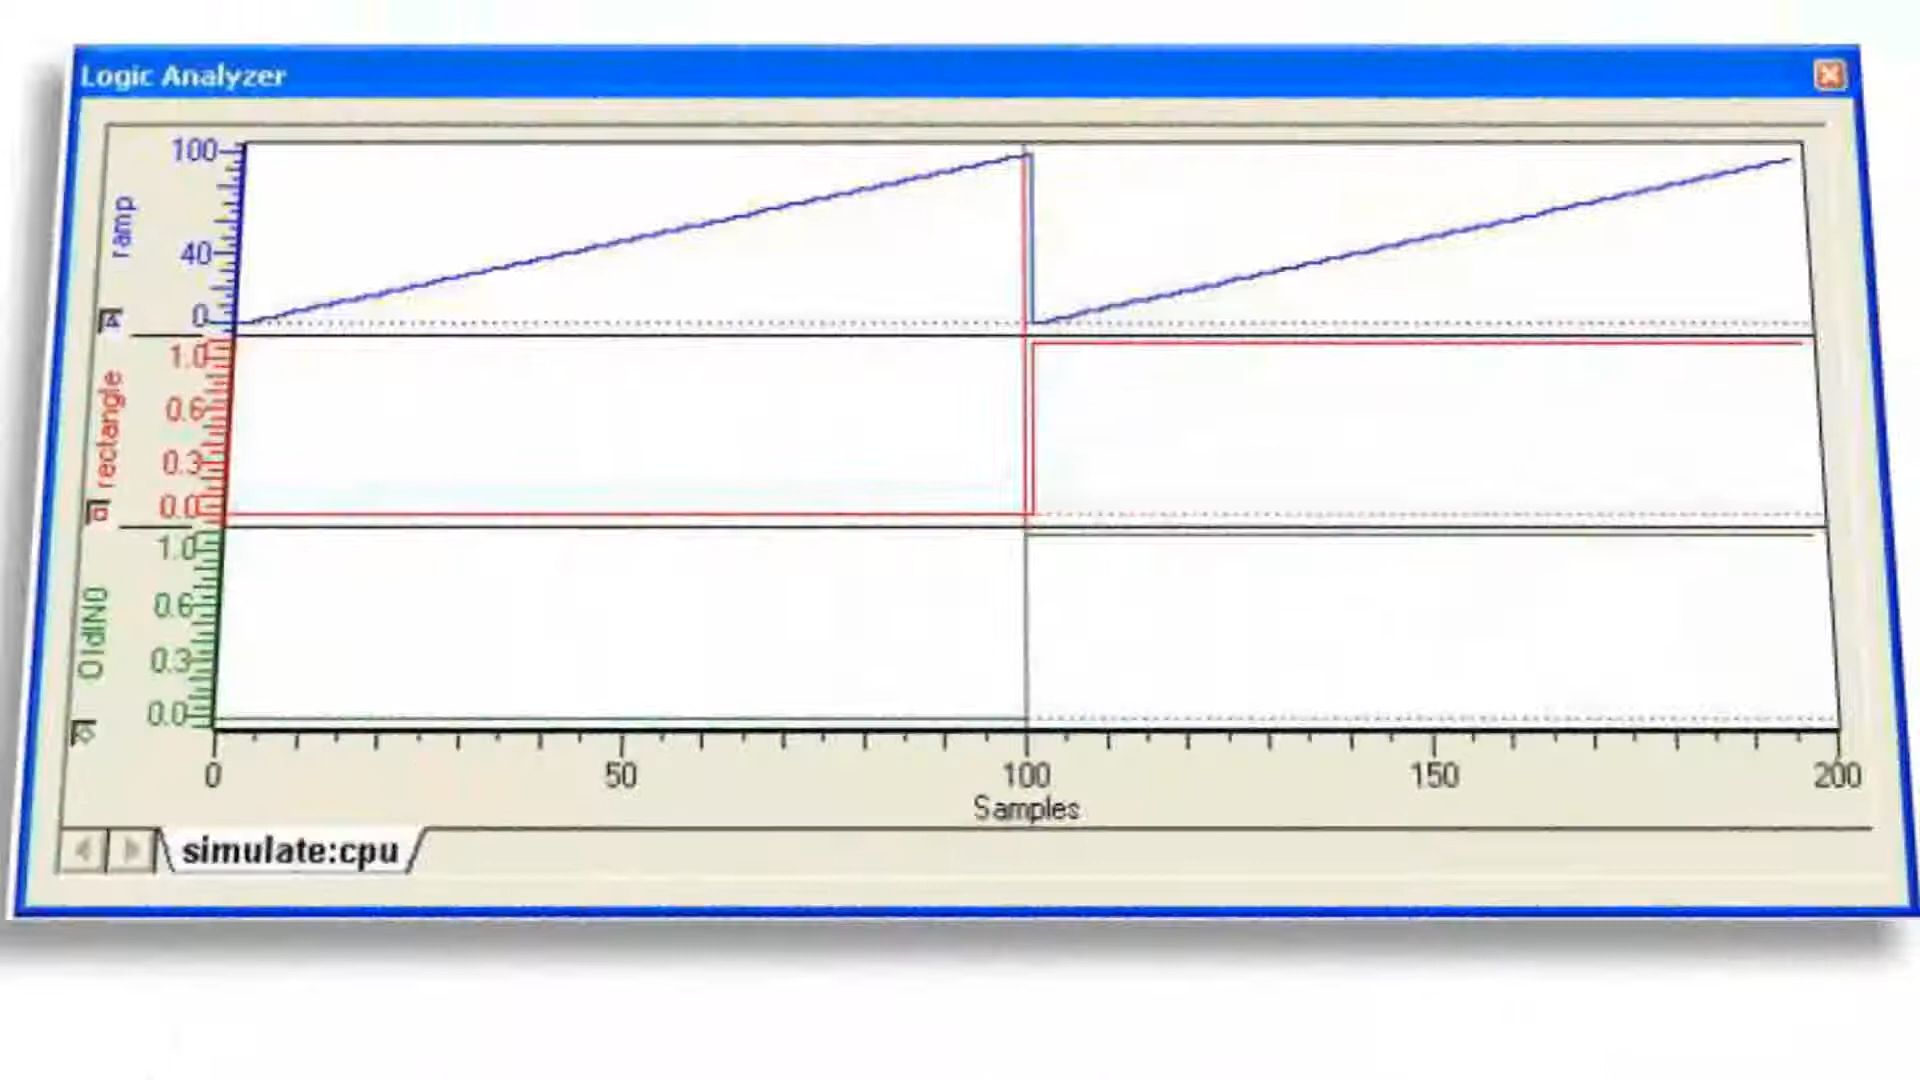 Logic Analyzer
100
ramp
40
0
1.0
rectangle
0.6
0.3
0.0
1.0
OldIN0
0.6
0.3
0.0
0 50 100 150 200
Samples
simulate:cpu